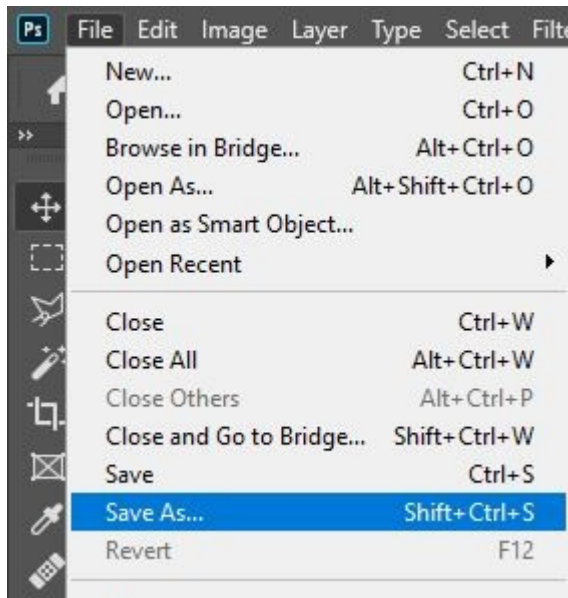 Ps File Edit Image Layer Type Select Filte
New... Ctrl+N
Open... Ctrl+O
Browse in Bridge... Alt+Ctrl+O
Open As... Alt+Shift+Ctrl+O
Open as Smart Object...
Open Recent
Close Ctrl+W
Close All Alt+Ctrl+W
Close Others Alt+Ctrl+P
Close and Go to Bridge... Shift+Ctrl+W
Save Ctrl+S
Save As... Shift+Ctrl+S
Revert F12